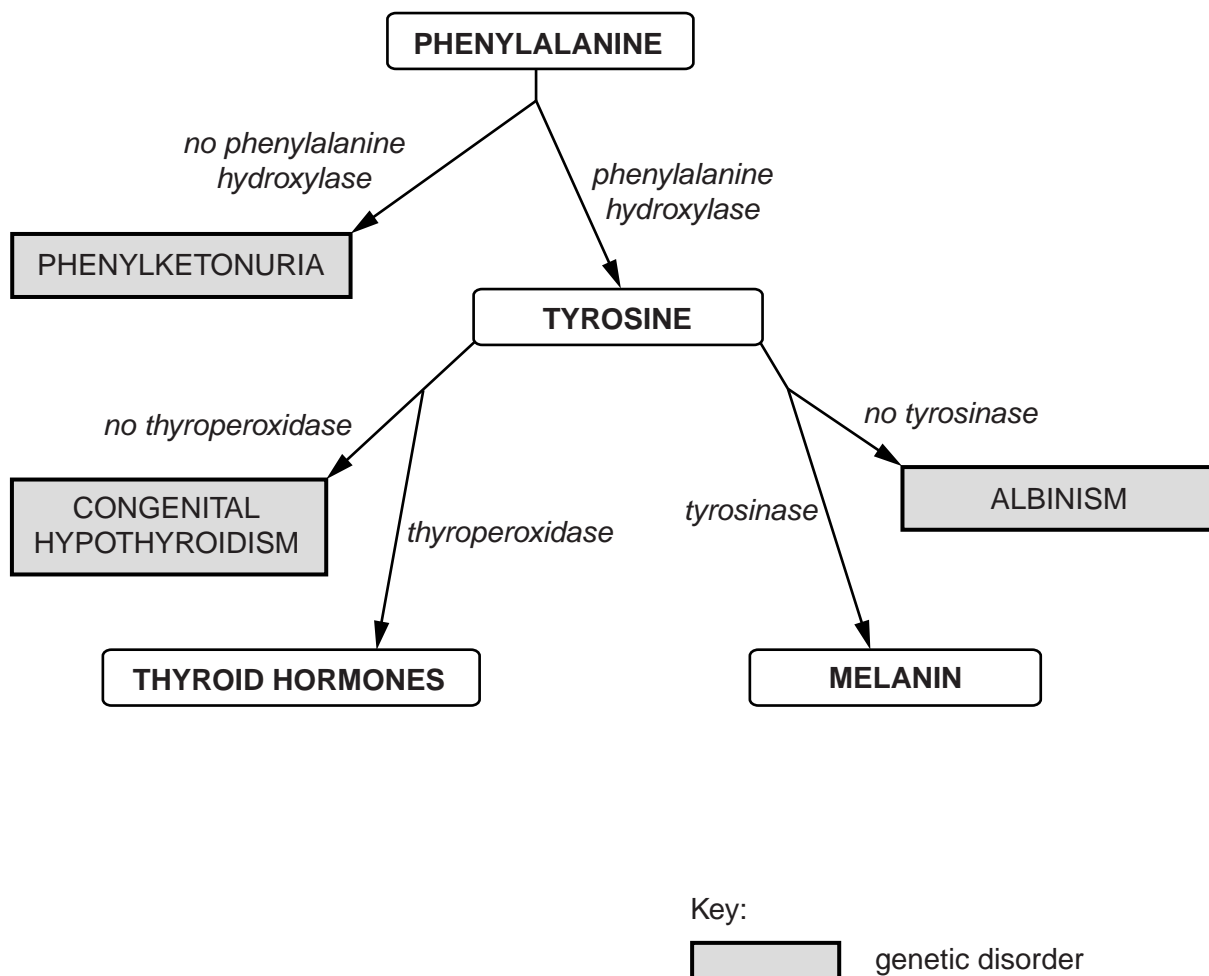 PHENYLALANINE
no phenylalanine
hydroxylase
phenylalanine
hydroxylase
PHENYLKETONURIA
TYROSINE
no thyroperoxidase
no tyrosinase
CONGENITAL
HYPOTHYROIDISM
thyroperoxidase
tyrosinase
ALBINISM
THYROID HORMONES
MELANIN
Key:
genetic disorder